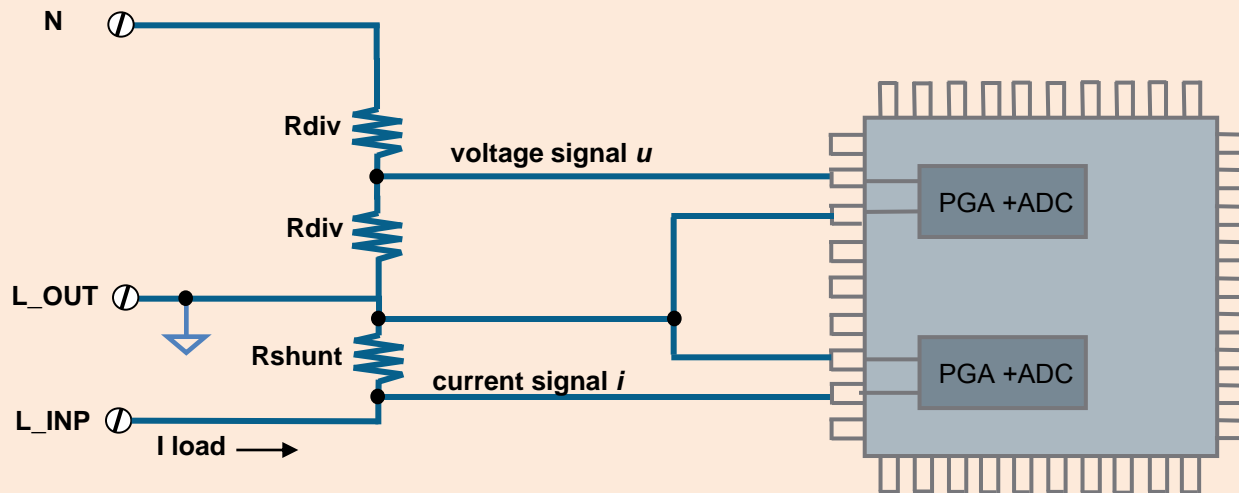 N
Rdiv
voltage signal u
PGA +ADC
Rdiv
L_OUT
Rshunt
PGA +ADC
current signal i
L_INP
I load